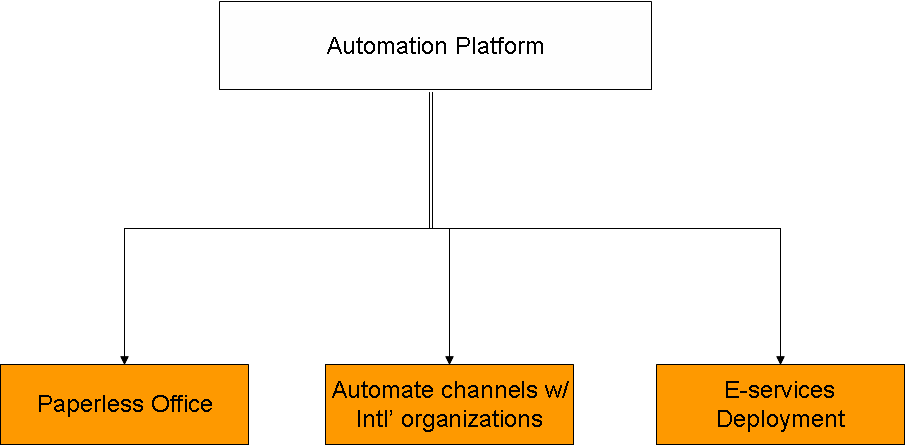 Automation Platform
Paperless Office
Automate channels w/
Intl’ organizations
E-services
Deployment